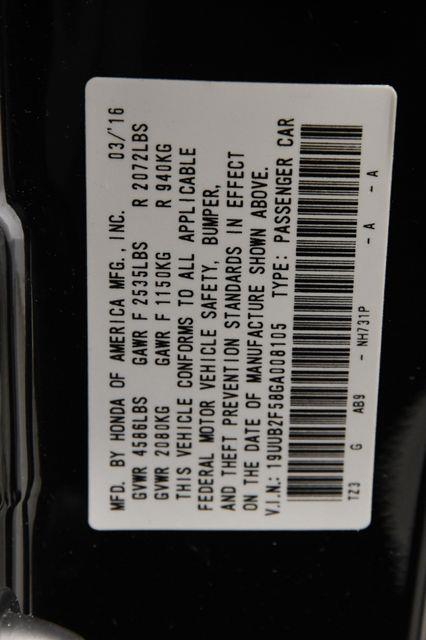 MFD. BY HONDA OF AMERICA MFG., INC. 03/'16
GVWR 4586LBS GAWR F 2535LBS R 2072LBS
GVWR 2080KG GAWR F 1150KG R 940KG
THIS VEHICLE CONFORMS TO ALL APPLICABLE
FEDERAL MOTOR VEHICLE SAFETY, BUMPER,
AND THEFT PREVENTION STANDARDS IN EFFECT
ON THE DATE OF MANUFACTURE SHOWN ABOVE.
V.I.N.: 19UUB2F58GA008105 TYPE: PASSENGER CAR
TZ3 G AB9 - NH731P - A - A